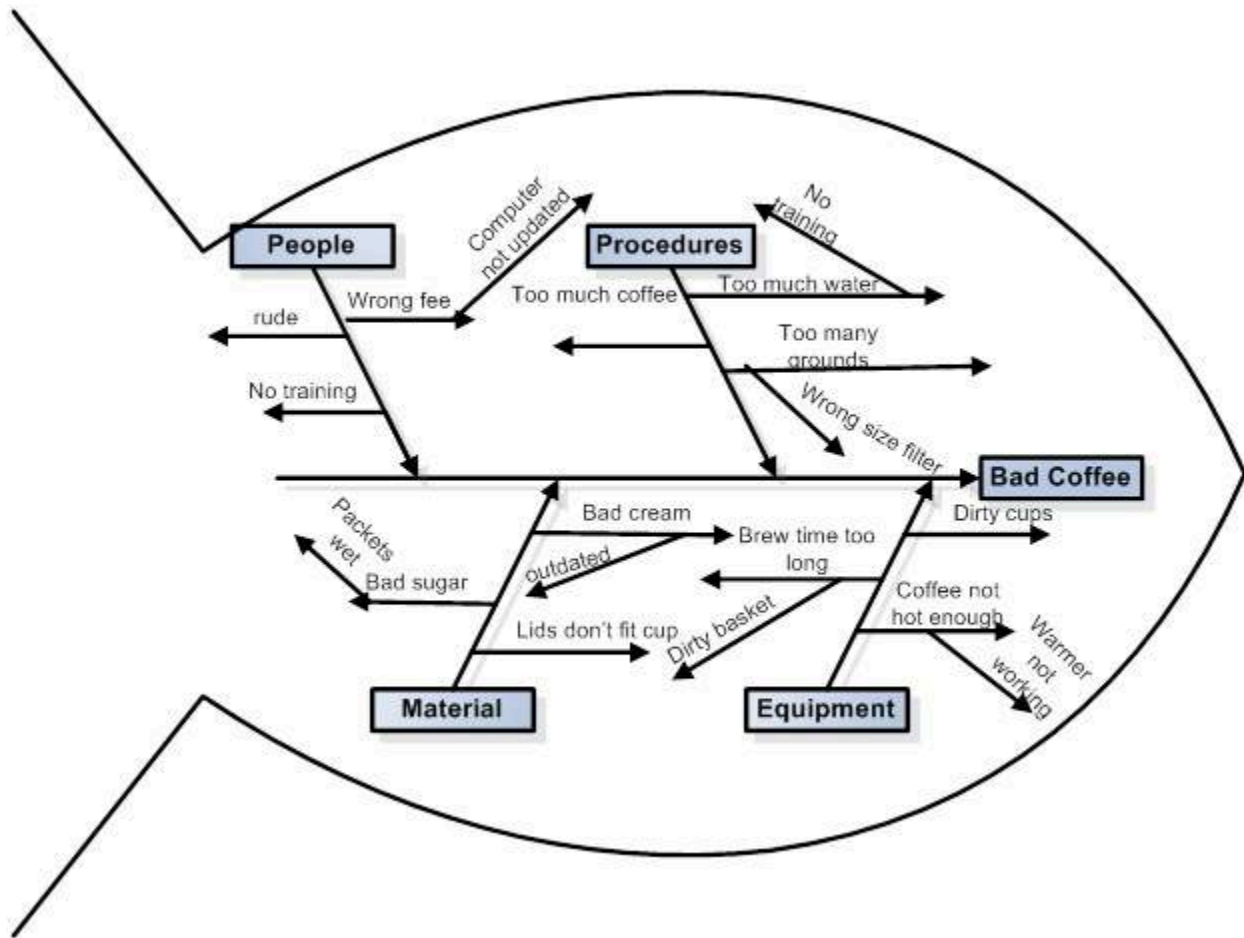 People
Wrong fee
rude
No training
Computer
not updated
Procedures
Too much coffee
Too much water
No
training
Too many
grounds
Wrong size filter
Bad Coffee
Packets
wet
Bad sugar
Bad cream
outdated
Lids don't fit cup
Material
Brew time too
long
Dirty basket
Dirty cups
Coffee not
hot enough
Warmer
not
working
Equipment